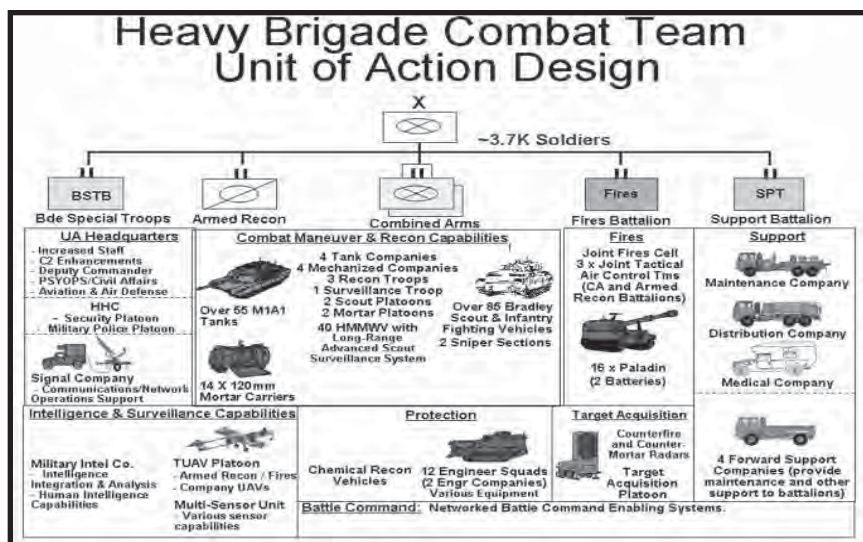 Heavy Brigade Combat Team
Unit of Action Design
X
~3.7K Soldiers
II
BSTB
Bde Special Troops
II
Armed Recon
II
Combined Arms
II
Fires
Fires Battalion
II
SPT
Support Battalion
UA Headquarters
- Increased Staff
- C2 Enhancements
- Deputy Commander
- PSYOPS/Civil Affairs
- Aviation & Air Defense
HHC
- Security Platoon
- Military Police Platoon
Signal Company
- Communications/Network
Operations Support
Combat Maneuver & Recon Capabilities
Over 55 M1A1
Tanks
14 X 120mm
Mortar Carriers
4 Tank Companies
4 Mechanized Companies
3 Recon Troops
1 Surveillance Troop
2 Scout Platoons
2 Mortar Platoons
40 HMMWV with
Long-Range
Advanced Scout
Surveillance System
Over 85 Bradley
Scout & Infantry
Fighting Vehicles
2 Sniper Sections
Fires
Joint Fires Cell
3 x Joint Tactical
Air Control Tms
(CA and Armed
Recon Battalions)
16 x Paladin
(2 Batteries)
Support
Maintenance Company
Distribution Company
Medical Company
4 Forward Support
Companies (provide
maintenance and other
support to battalions)
Intelligence & Surveillance Capabilities
Military Intel Co.
- Intelligence
Integration & Analysis
- Human Intelligence
Capabilities
TUAV Platoon
- Armed Recon / Fires
- Company UAVs
Multi-Sensor Unit
- Various sensor
capabilities
Protection
Chemical Recon
Vehicles
12 Engineer Squads
(2 Engr Companies)
Various Equipment
Target Acquisition
Counterfire
and Counter-
Mortar Radars
Target
Acquisition
Platoon
Battle Command: Networked Battle Command Enabling Systems.